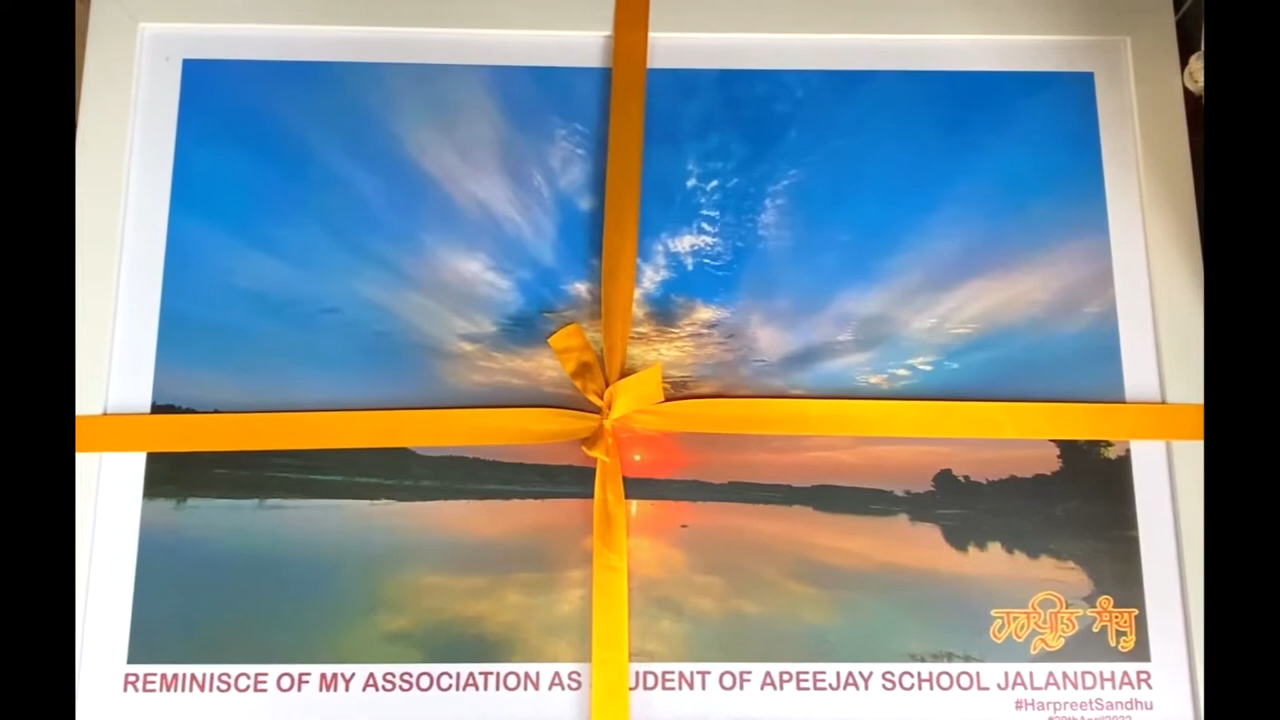 ਹਰਪ੍ਰੀਤ ਸੰਧੂ
REMINISCE OF MY ASSOCIATION AS UDENT OF APEEJAY SCHOOL JALANDHAR
#HarpreetSandhu